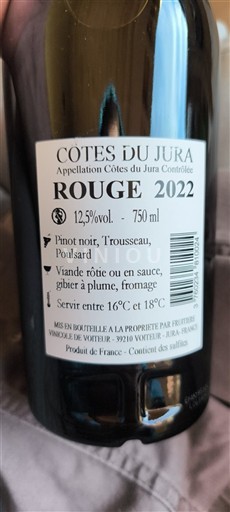 CÔTES DU JURA
Appellation Côtes du Jura Contrôlée
ROUGE 2022
12,5%vol. - 750 ml
Pinot noir, Trousseau,
Poulsard
Viande rôtie ou en sauce,
gibier à plume, fromage
Servir entre 16°C et 18°C
MIS EN BOUTEILLE A LA PROPRIETE PAR FRUITIERE
VINICOLE DE VOITEUR - 39210 VOITEUR - JURA - FRANCE
Produit de France - Contient des sulfites